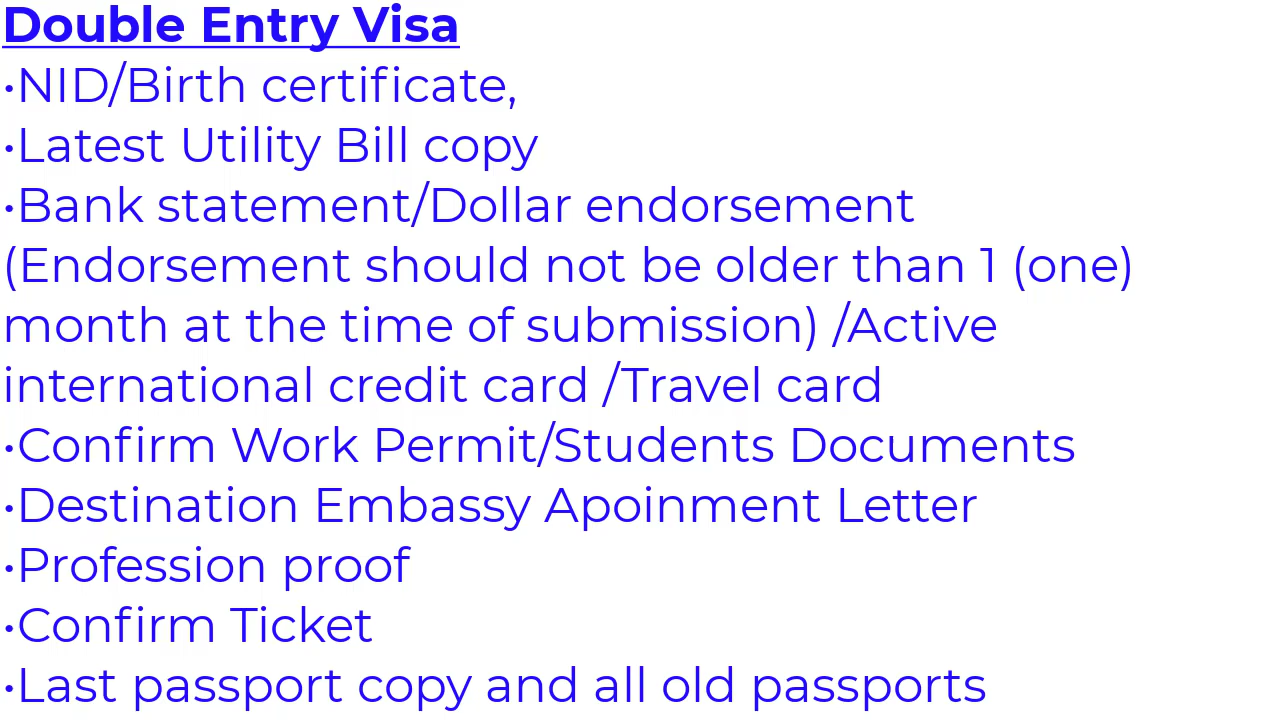 Double Entry Visa
•NID/Birth certificate,
•Latest Utility Bill copy
•Bank statement/Dollar endorsement
(Endorsement should not be older than 1 (one)
month at the time of submission) /Active
international credit card /Travel card
•Confirm Work Permit/Students Documents
•Destination Embassy Apoinment Letter
•Profession proof
•Confirm Ticket
•Last passport copy and all old passports